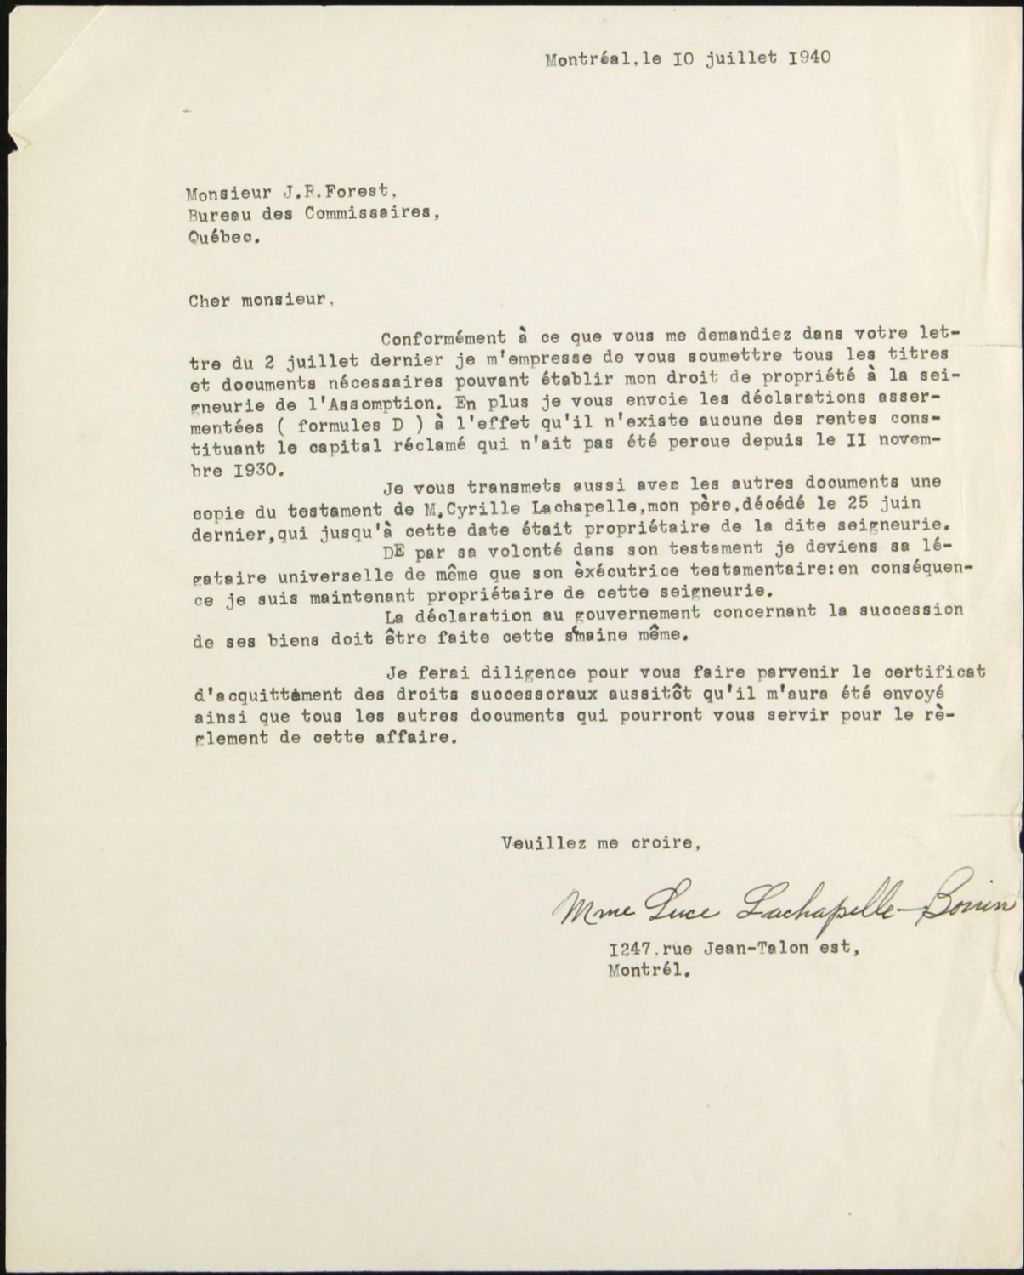 Montréal,le IO juillet I940
Monsieur J.R.Forest,
Bureau des Commissaires,
Québec.
Cher monsieur,
Conformément à ce que vous me demandiez dans votre let-
tre du 2 juillet dernier je m'empresse de vous soumettre tous les titres
et documents nécessaires pouvant établir mon droit de propriété à la sei-
gneurie de l'Assomption. En plus je vous envoie les déclarations asser-
mentées ( formules D ) à l'effet qu'il n'existe aucune des rentes cons-
tituant le capital réclamé qui n'ait pas été perçue depuis le II novem-
bre I930.
Je vous transmets aussi avec les autres documents une
copie du testament de M.Cyrille Lachapelle,mon père,décédé le 25 juin
dernier,qui jusqu'à cette date était propriétaire de la dite seigneurie.
DE par sa volonté dans son testament je deviens sa lé-
gataire universelle de même que son èxécutrice testamentaire:en conséquen-
ce je suis maintenant propriétaire de cette seigneurie.
La déclaration au gouvernement concernant la succession
de ses biens doit être faite cette smaine même.
Je ferai diligence pour vous faire parvenir le certificat
d'acquittement des droits successoraux aussitôt qu'il m'aura été envoyé
ainsi que tous les autres documents qui pourront vous servir pour le rè-
glement de cette affaire.
Veuillez me croire,
Mme Luce Lachapelle-Bonin
I247,rue Jean-Talon est,
Montrél.